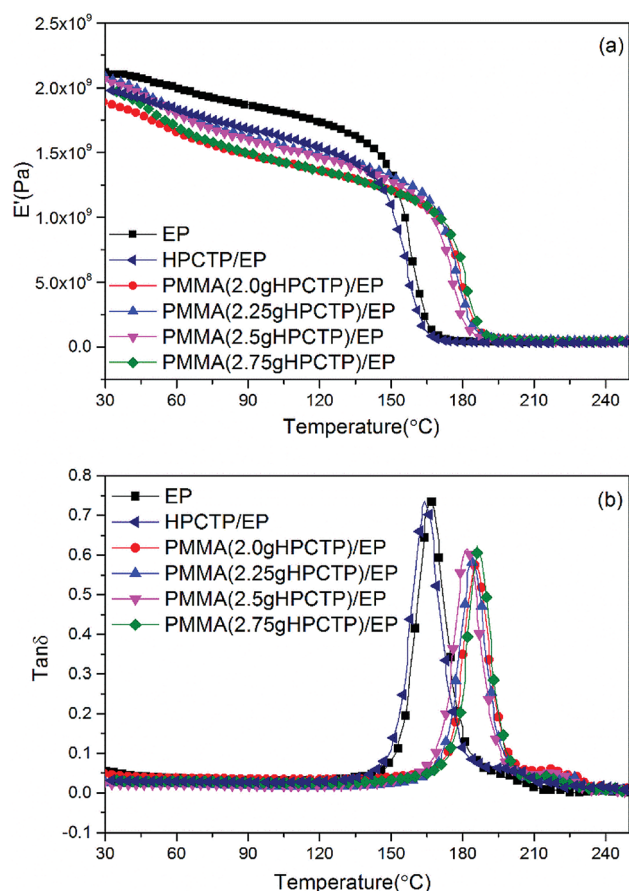 (a)
2.5x10⁹
2.0x10⁹
1.5x10⁹
1.0x10⁹
5.0x10⁸
0.0
E'(Pa)
EP
HPCTP/EP
PMMA(2.0gHPCTP)/EP
PMMA(2.25gHPCTP)/EP
PMMA(2.5gHPCTP)/EP
PMMA(2.75gHPCTP)/EP
30 60 90 120 150 180 210 240
Temperature(°C)
(b)
0.8
0.7
0.6
0.5
0.4
0.3
0.2
0.1
0.0
-0.1
Tanδ
EP
HPCTP/EP
PMMA(2.0gHPCTP)/EP
PMMA(2.25gHPCTP)/EP
PMMA(2.5gHPCTP)/EP
PMMA(2.75gHPCTP)/EP
30 60 90 120 150 180 210 240
Temperature(°C)